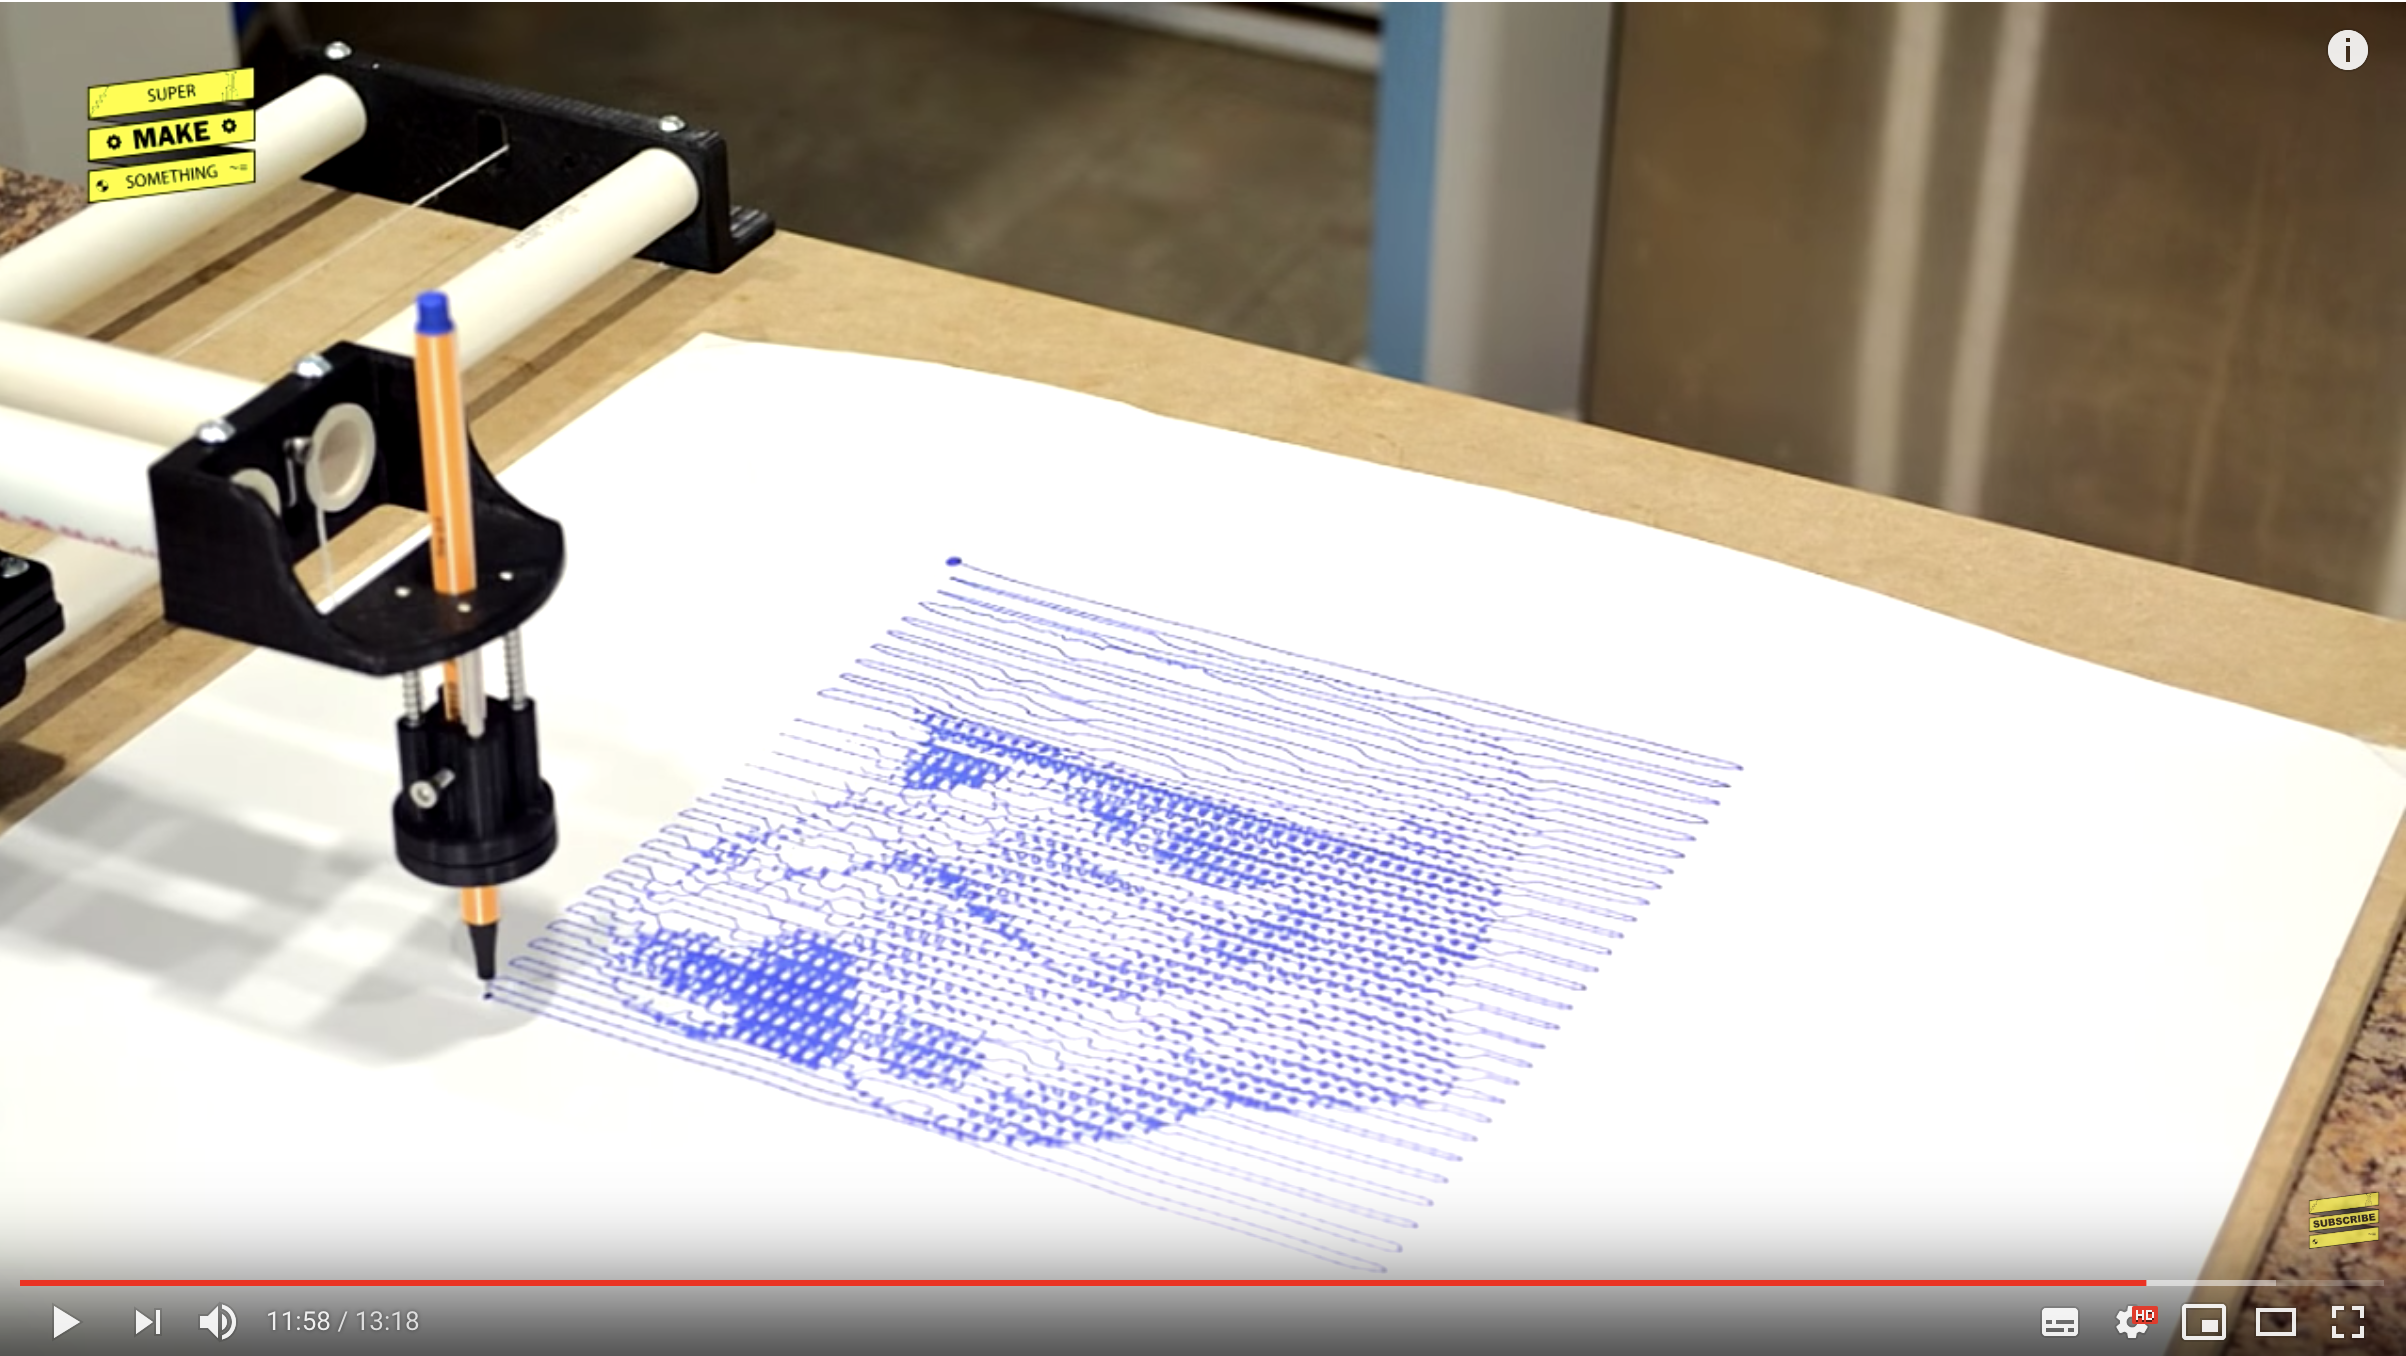 SUPER
MAKE
SOMETHING
SUBSCRIBE
11:58 / 13:18
HD